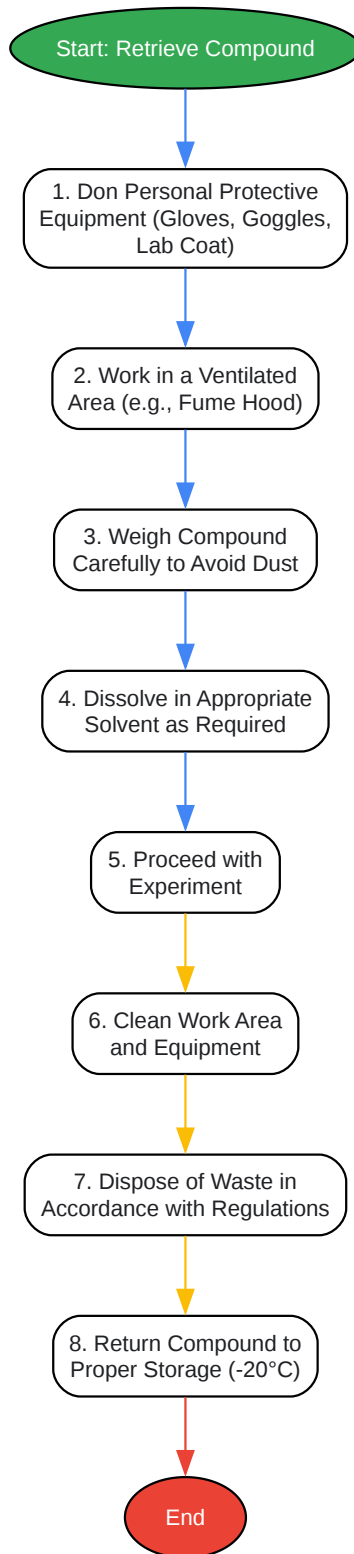 Start: Retrieve Compound
1. Don Personal Protective
Equipment (Gloves, Goggles,
Lab Coat)
2. Work in a Ventilated
Area (e.g., Fume Hood)
3. Weigh Compound
Carefully to Avoid Dust
4. Dissolve in Appropriate
Solvent as Required
5. Proceed with
Experiment
6. Clean Work Area
and Equipment
7. Dispose of Waste in
Accordance with Regulations
8. Return Compound to
Proper Storage (-20°C)
End